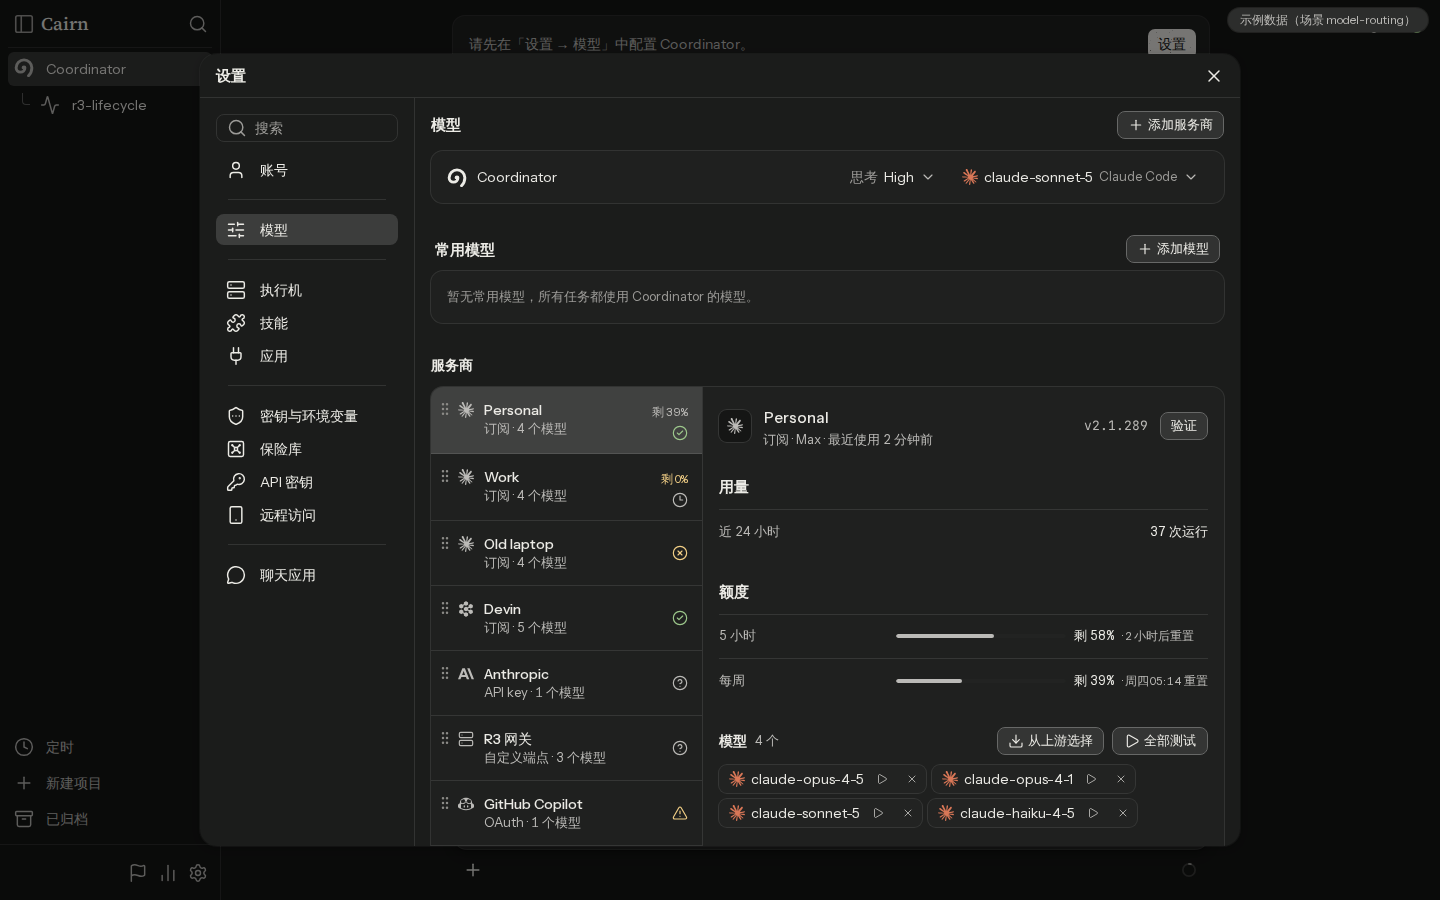 Cairn
示例数据（场景 model-routing）
请先在「设置 → 模型」中配置 Coordinator。
设置
Coordinator
r3-lifecycle
定时
新建项目
已归档
设置
搜索
账号
模型
执行机
技能
应用
密钥与环境变量
保险库
API 密钥
远程访问
聊天应用
模型
添加服务商
Coordinator
思考 High
claude-sonnet-5 Claude Code
常用模型
添加模型
暂无常用模型，所有任务都使用 Coordinator 的模型。
服务商
Personal
剩 39%
订阅 · 4 个模型
Work
剩 0%
订阅 · 4 个模型
Old laptop
订阅 · 4 个模型
Devin
订阅 · 5 个模型
Anthropic
API key · 1 个模型
R3 网关
自定义端点 · 3 个模型
GitHub Copilot
OAuth · 1 个模型
Personal
订阅 · Max · 最近使用 2 分钟前
v2.1.289
验证
用量
近 24 小时
37 次运行
额度
5 小时
剩 58% · 2 小时后重置
每周
剩 39% · 周四05:14 重置
模型 4 个
从上游选择
全部测试
claude-opus-4-5
claude-opus-4-1
claude-sonnet-5
claude-haiku-4-5